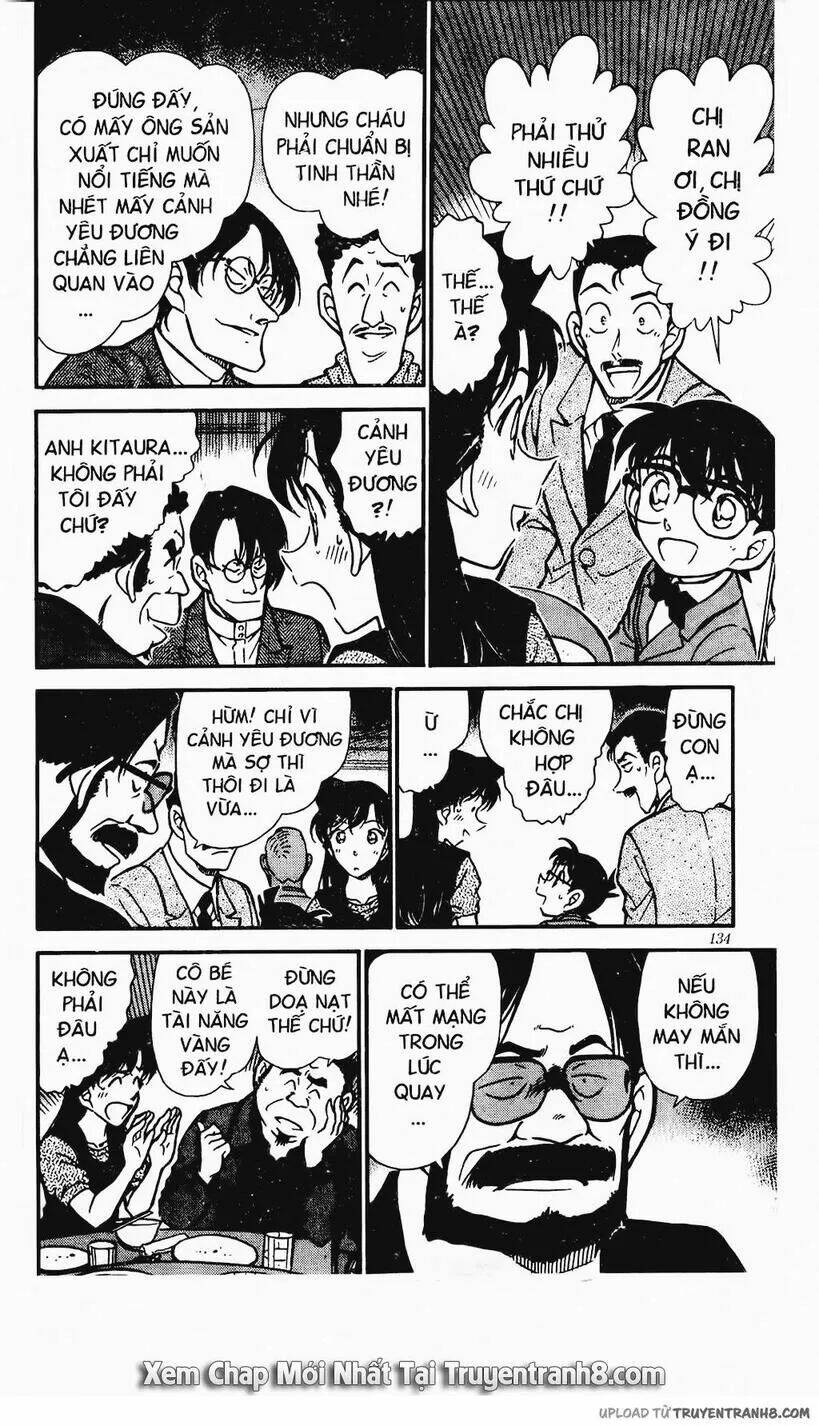 CHỊ
RAN
ƠI, CHỊ
ĐỒNG
Ý ĐI
!!
PHẢI THỬ
NHIỀU
THỨ CHỨ
!!
THẾ...
THẾ
À?
NHƯNG CHÁU
PHẢI CHUẨN BỊ
TINH THẦN
NHÉ!
ĐÚNG ĐẤY,
CÓ MẤY ÔNG SẢN
XUẤT CHỈ MUỐN
NỔI TIẾNG MÀ
NHÉT MẤY CẢNH
YÊU ĐƯƠNG
CHẲNG LIÊN
QUAN VÀO
...
CẢNH
YÊU
ĐƯƠNG
?!
ANH KITAURA...
KHÔNG PHẢI
TÔI ĐẤY
CHỨ?
ĐỪNG
CON
Ạ...
CHẮC CHỊ
KHÔNG
HỢP
ĐÂU...
Ừ
...
HỪM! CHỈ VÌ
CẢNH YÊU ĐƯƠNG
MÀ SỢ THÌ
THÔI ĐI LÀ
VỪA...
134
NẾU
KHÔNG
MAY MẮN
THÌ...
CÓ THỂ
MẤT MẠNG
TRONG
LÚC
QUAY
...
ĐỪNG
DOẠ NẠT
THẾ CHỨ!
CÔ BÉ
NÀY LÀ
TÀI NĂNG
VÀNG
ĐẤY!
KHÔNG
PHẢI
ĐÂU
Ạ...
Xem Chap Mới Nhất Tại Truyentranh8.com
UPLOAD TỪ TRUYENTRANH8.COM